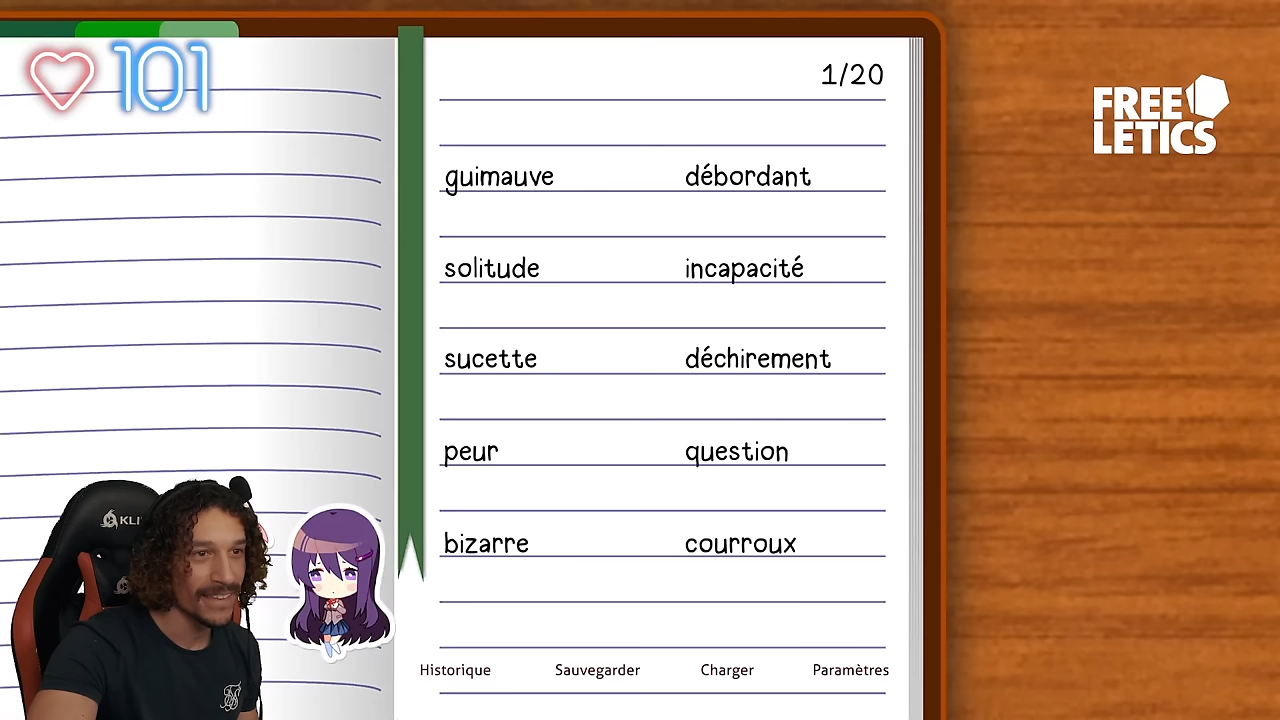 101
1/20
FREE
LETICS
guimauve débordant
solitude incapacité
sucette déchirement
peur question
bizarre courroux
KLI
Historique Sauvegarder Charger Paramètres